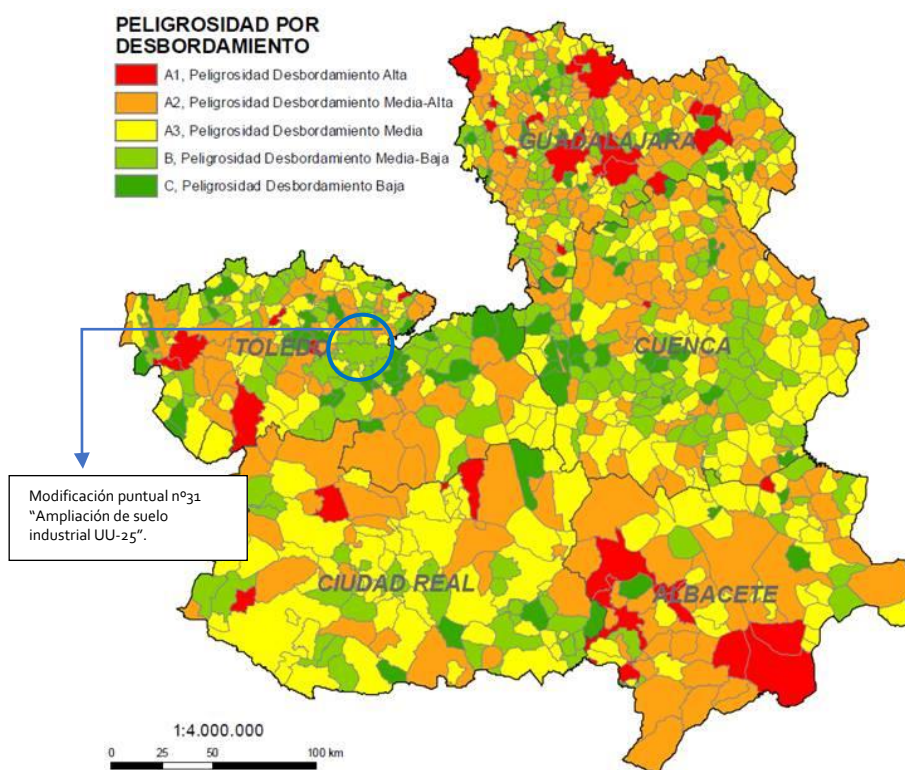 PELIGROSIDAD POR
DESBORDAMIENTO
A1, Peligrosidad Desbordamiento Alta
A2, Peligrosidad Desbordamiento Media-Alta
A3, Peligrosidad Desbordamiento Media
B, Peligrosidad Desbordamiento Media-Baja
C, Peligrosidad Desbordamiento Baja
GUADALAJARA
TOLEDO
CUENCA
Modificación puntual nº31
“Ampliación de suelo
industrial UU-25”.
CIUDAD REAL
ALBACETE
1:4.000.000
0 25 50 100 km